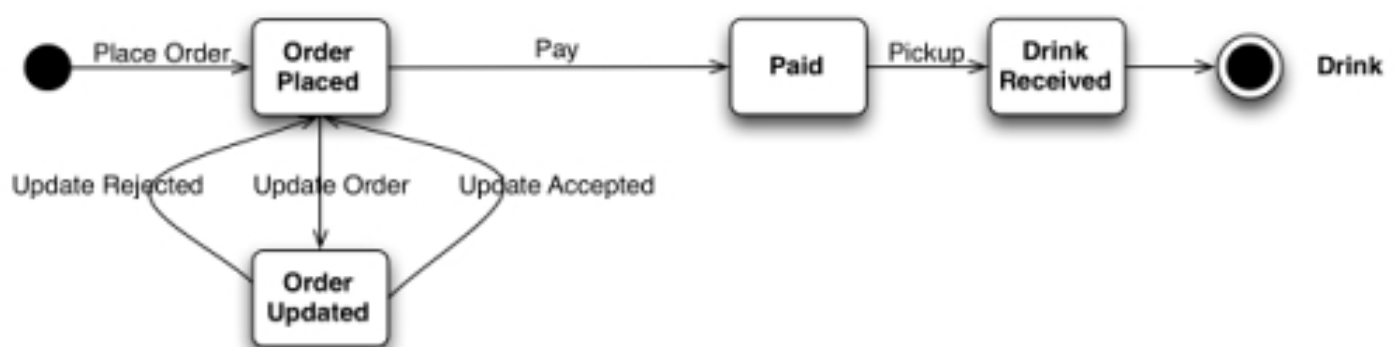 Place Order
Order
Placed
Pay
Paid
Pickup
Drink
Received
Drink
Update Rejected
Update Order
Update Accepted
Order
Updated